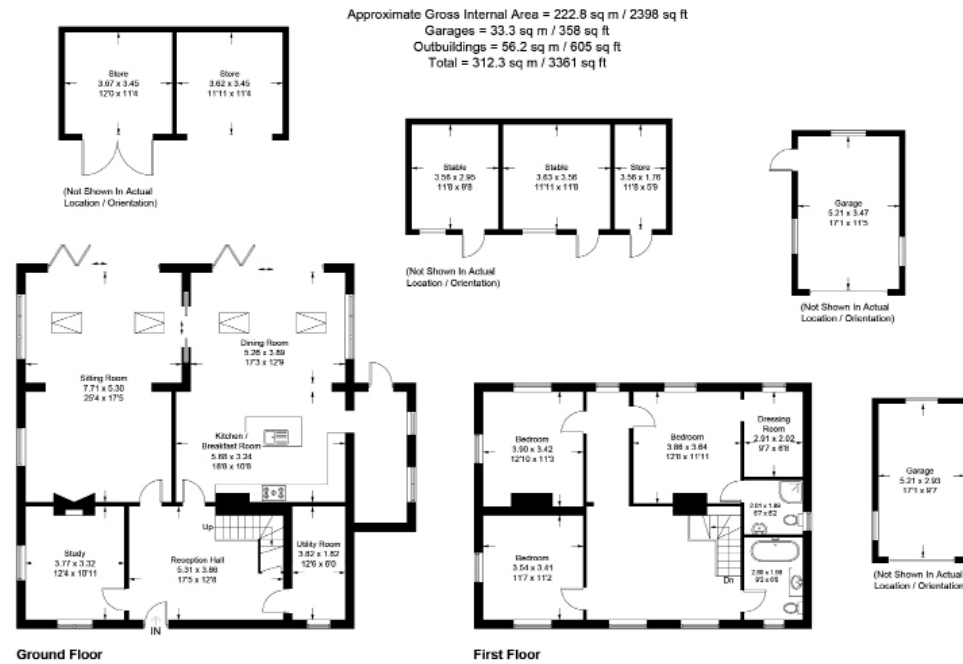 Approximate Gross Internal Area = 222.8 sq m / 2398 sq ft
Garages = 33.3 sq m / 358 sq ft
Outbuildings = 56.2 sq m / 605 sq ft
Total = 312.3 sq m / 3361 sq ft
Store
3.67 x 3.45
12'0 x 11'4
Store
3.62 x 3.45
11'11 x 11'4
(Not Shown In Actual
Location / Orientation)
Stable
3.56 x 2.95
11'8 x 9'8
Stable
3.63 x 3.56
11'11 x 11'8
Store
3.56 x 1.76
11'8 x 5'9
(Not Shown In Actual
Location / Orientation)
Garage
5.21 x 3.47
17'1 x 11'5
(Not Shown In Actual
Location / Orientation)
Dining Room
5.26 x 3.89
17'3 x 12'9
Sitting Room
7.71 x 5.30
25'4 x 17'5
Kitchen /
Breakfast Room
5.68 x 3.24
18'8 x 10'8
Study
3.77 x 3.32
12'4 x 10'11
Reception Hall
5.31 x 3.86
17'5 x 12'8
Up
Utility Room
3.82 x 1.82
12'6 x 6'0
IN
Ground Floor
Bedroom
3.90 x 3.42
12'10 x 11'3
Bedroom
3.86 x 3.64
12'8 x 11'11
Dressing
Room
2.91 x 2.02
9'7 x 6'8
2.01 x 1.89
6'7 x 6'2
Bedroom
3.54 x 3.41
11'7 x 11'2
Dn
First Floor
Garage
5.21 x 2.93
17'1 x 9'7
(Not Shown In Actual
Location / Orientation)